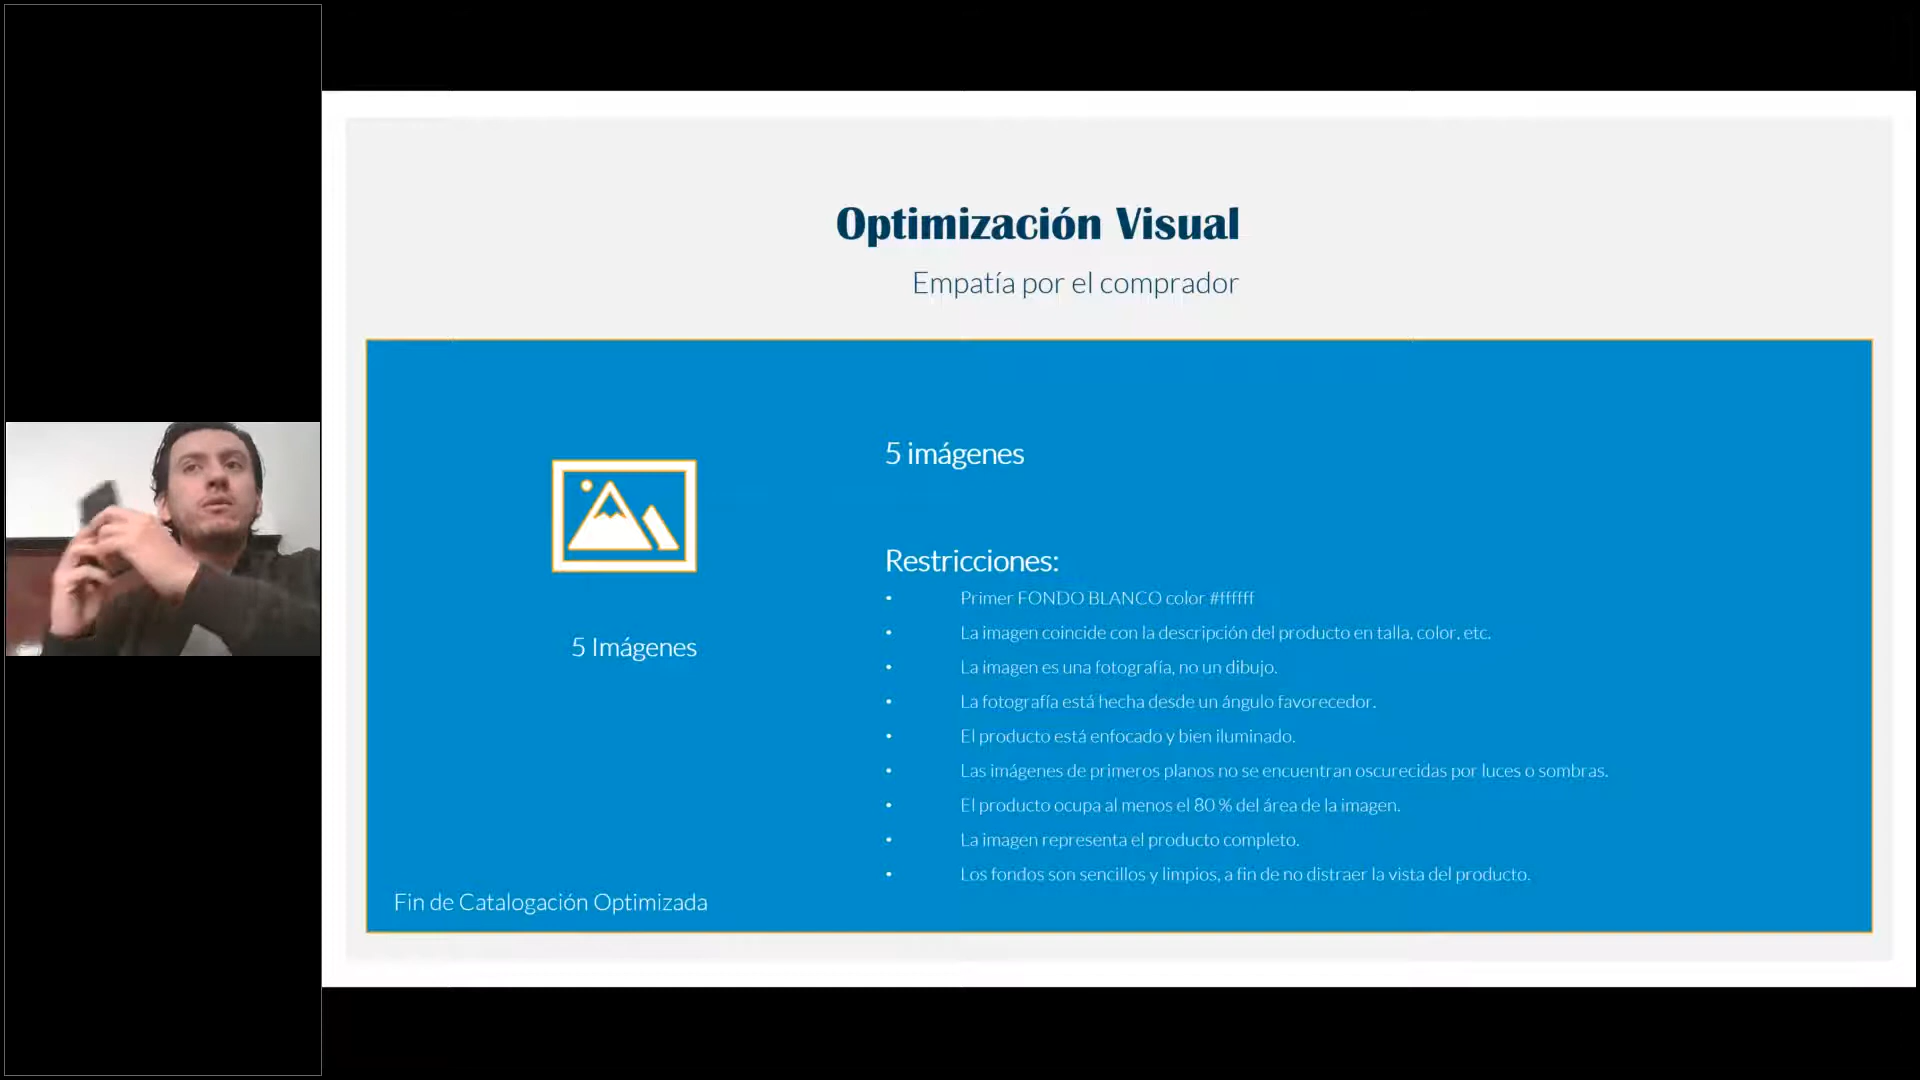 Optimización Visual
Empatía por el comprador
5 Imágenes
Fin de Catalogación Optimizada
5 imágenes
Restricciones:
• Primer FONDO BLANCO color #ffffff
• La imagen coincide con la descripción del producto en talla, color, etc.
• La imagen es una fotografía, no un dibujo.
• La fotografía está hecha desde un ángulo favorecedor.
• El producto está enfocado y bien iluminado.
• Las imágenes de primeros planos no se encuentran oscurecidas por luces o sombras.
• El producto ocupa al menos el 80 % del área de la imagen.
• La imagen representa el producto completo.
• Los fondos son sencillos y limpios, a fin de no distraer la vista del producto.